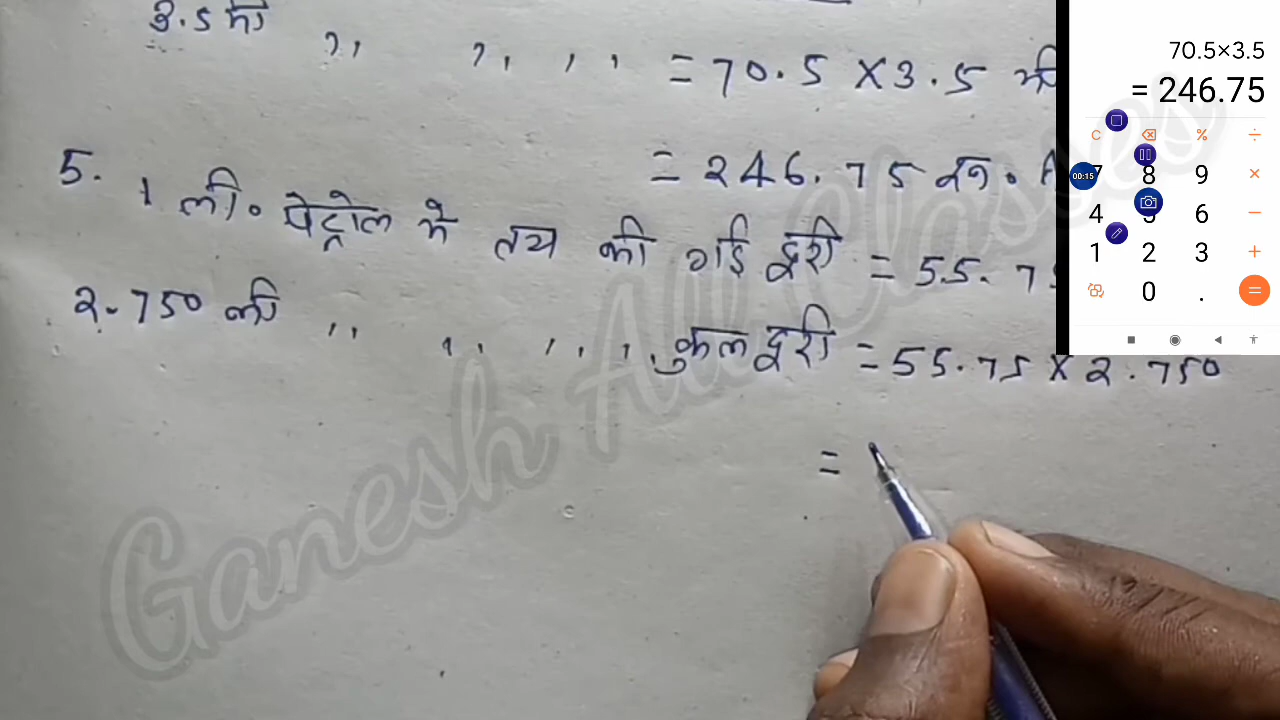 3.5 मी ,, ,, ,, = 70.5 × 3.5
= 246.75
5. 1 ली. पेट्रोल मे तय की गई दूरी = 55.7
2.750 ली ,, ,, ,, ,, कुल दूरी = 55.75 × 2.750
=
Ganesh All Classes
70.5×3.5
= 246.75
C % ÷
7 8 9 ×
00:15
4 5 6 −
1 2 3 +
0 . =